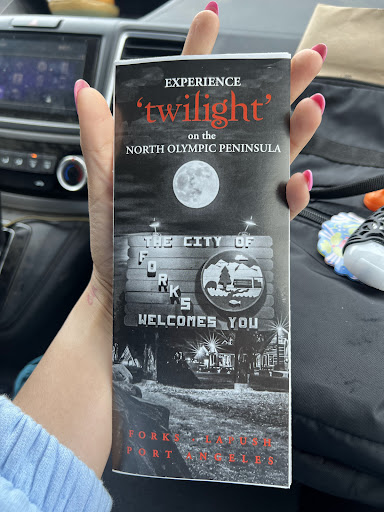 EXPERIENCE
'twilight'
on the
NORTH OLYMPIC PENINSULA
THE CITY OF
FORKS
WELCOMES YOU
FORKS LAPUSH
PORT ANGELES